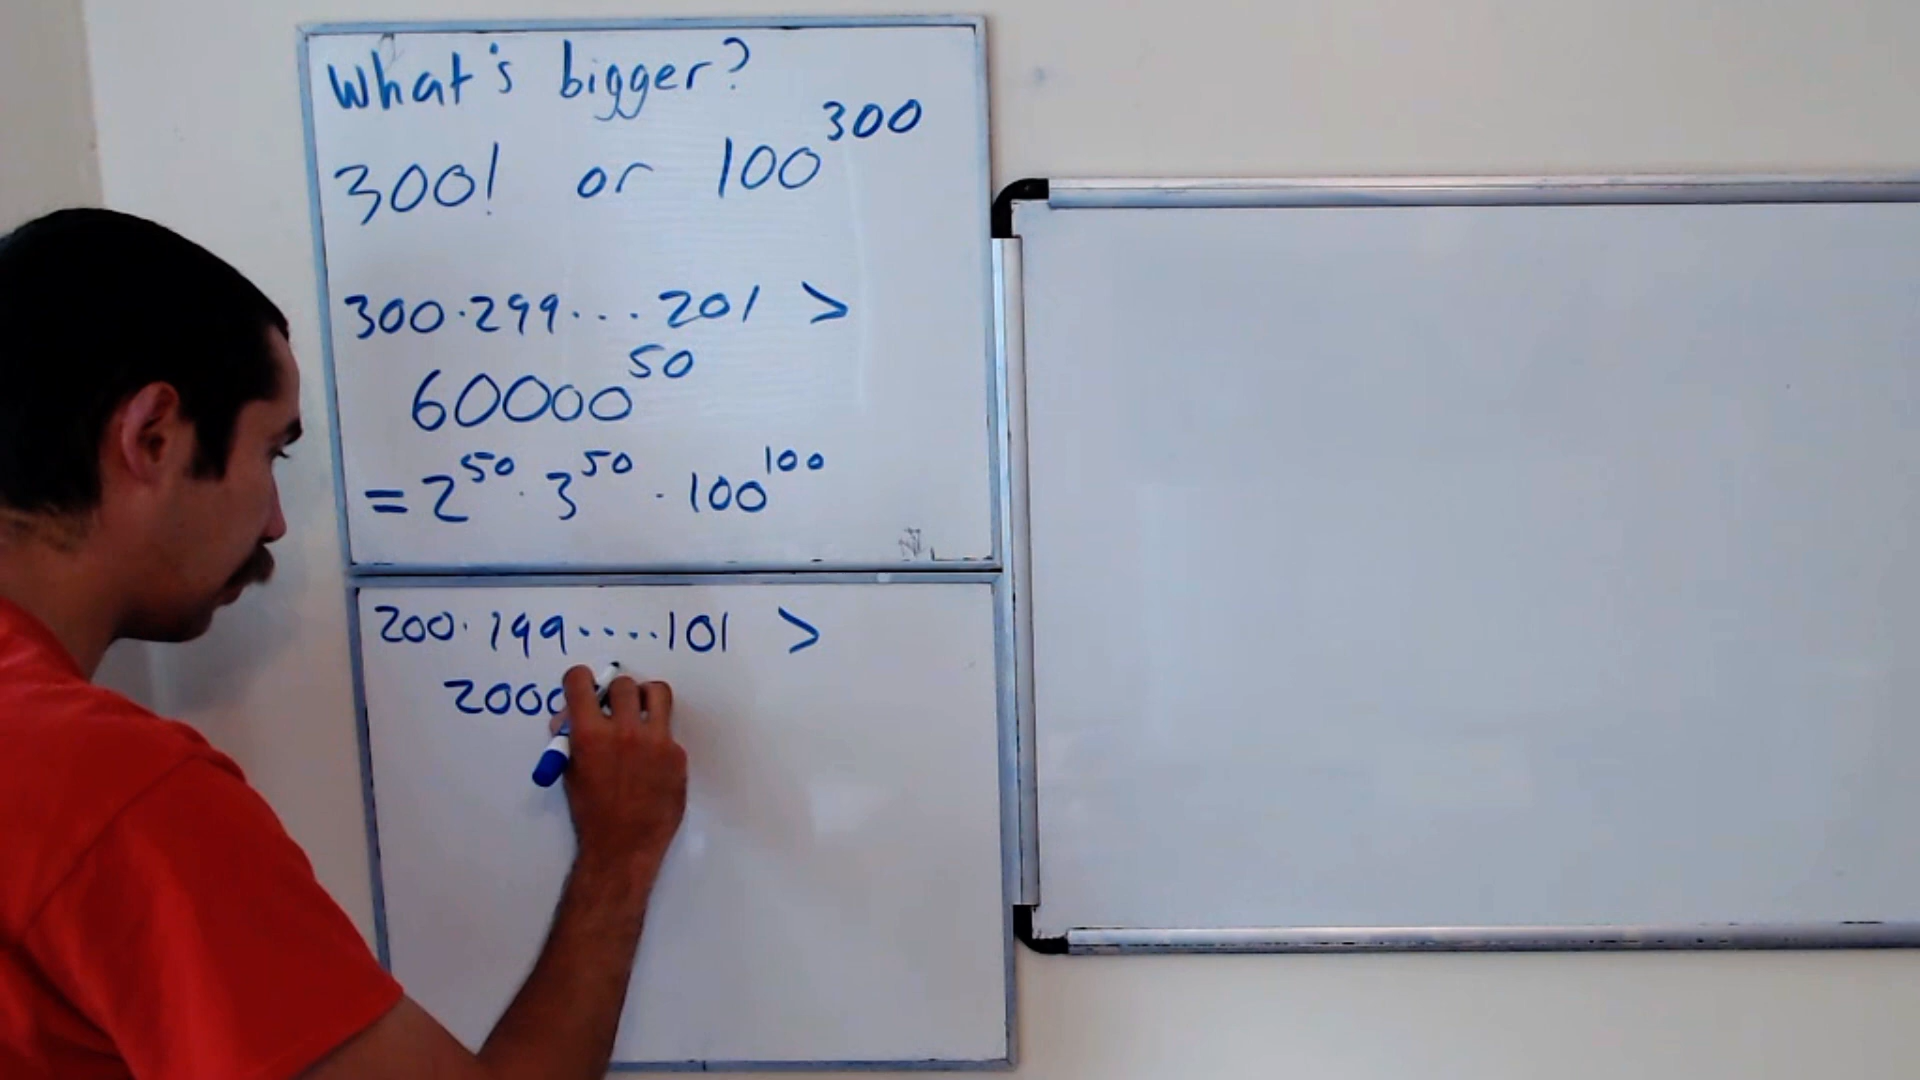 What's bigger?
300! or 100^300
300·299... 201 >
60000^50
= 2^50 · 3^50 · 100^100
200·199....101 >
2000